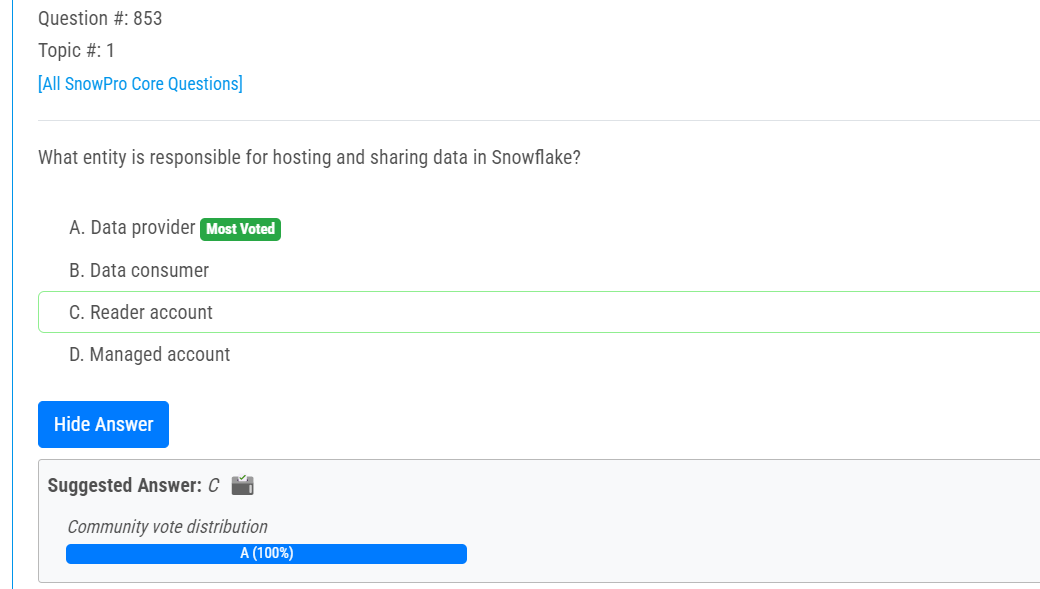 Question #: 853
Topic #: 1
[All SnowPro Core Questions]
What entity is responsible for hosting and sharing data in Snowflake?
A. Data provider Most Voted
B. Data consumer
C. Reader account
D. Managed account
Hide Answer
Suggested Answer: C
Community vote distribution
A (100%)